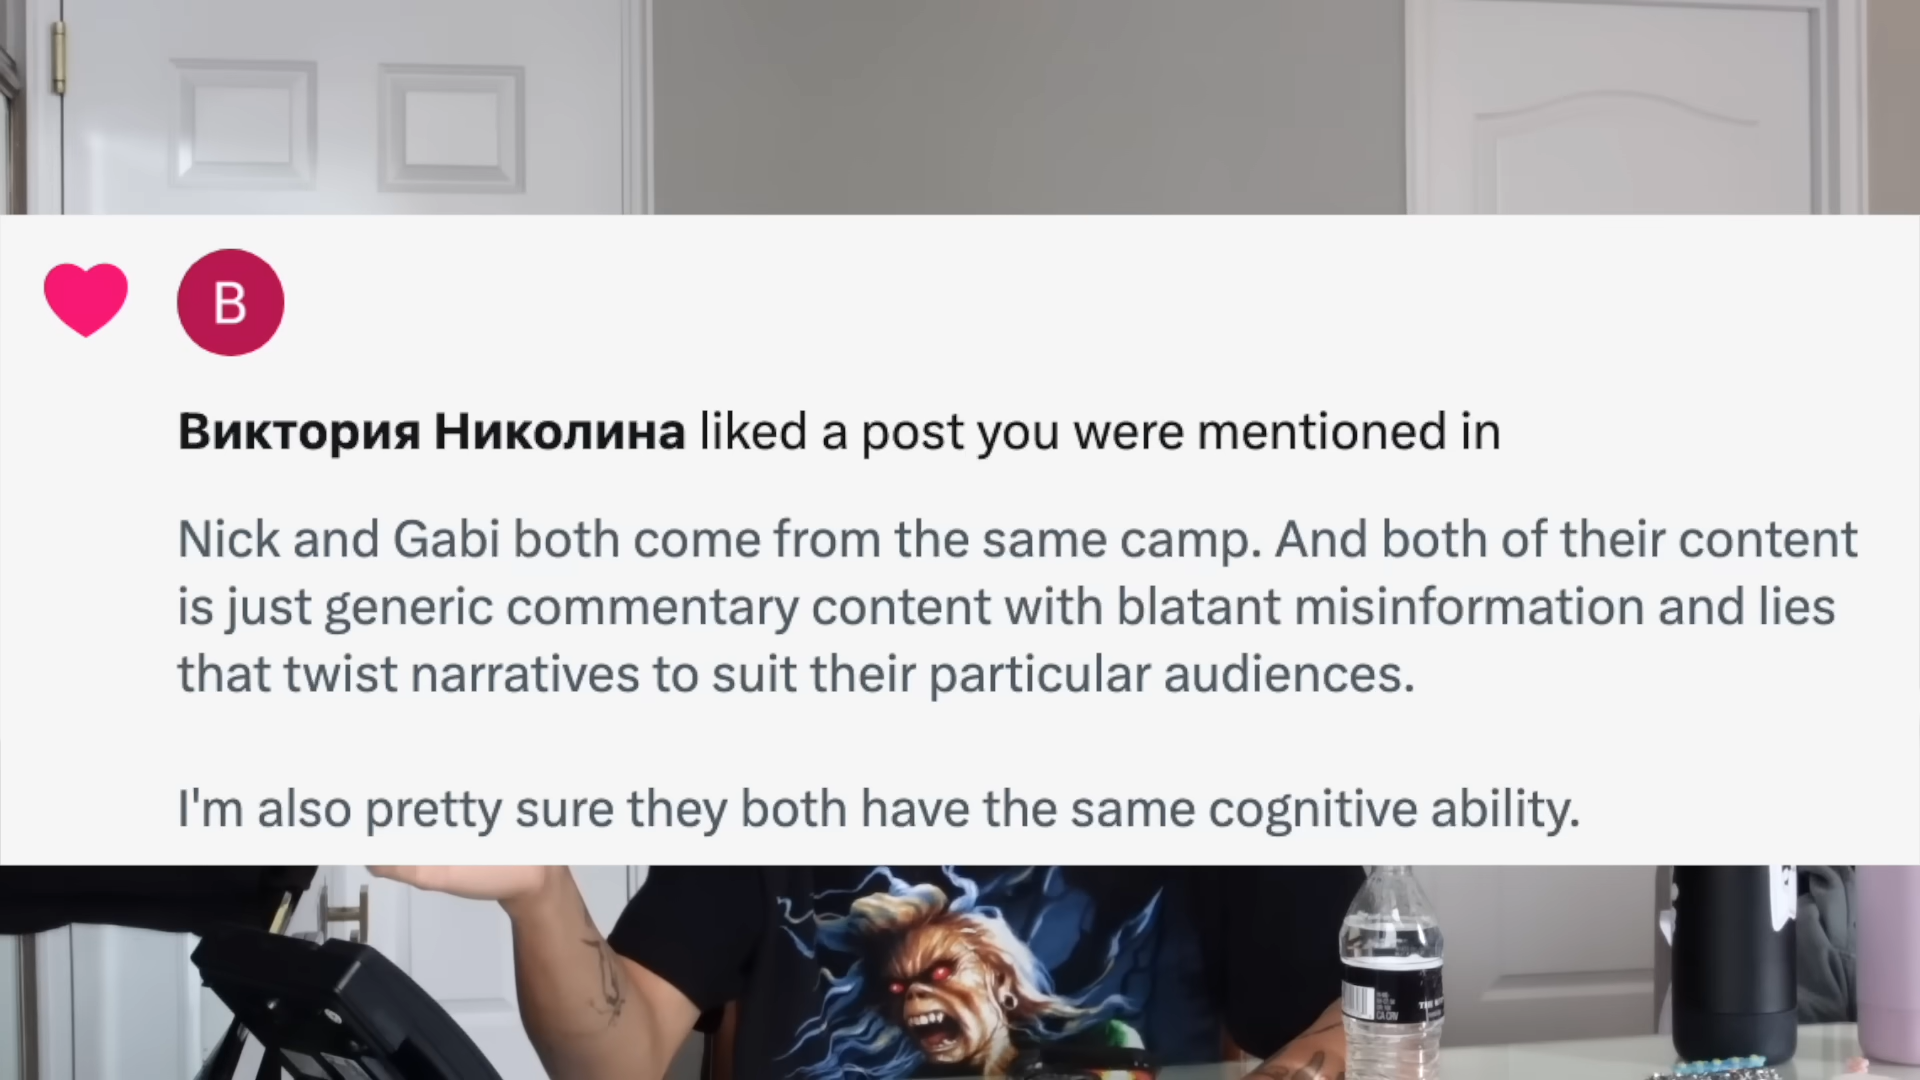 B
Виктория Николина liked a post you were mentioned in
Nick and Gabi both come from the same camp. And both of their content
is just generic commentary content with blatant misinformation and lies
that twist narratives to suit their particular audiences.
I'm also pretty sure they both have the same cognitive ability.